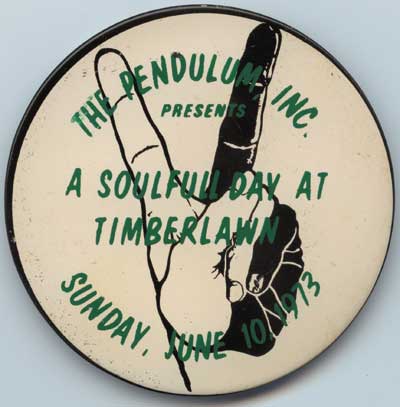 THE PENDULUM, INC.
PRESENTS
A SOULFULL DAY AT
TIMBERLAWN
SUNDAY, JUNE 10, 1973